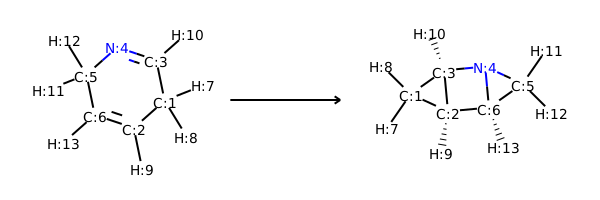 H:12 N:4 H:10
C:3
C:5 H:7
H:11 C:1
C:6 C:2 H:8
H:13
H:9
H:10
H:8 C:3 N:4 H:11
C:1 C:5
C:2 C:6 H:12
H:7
H:9 H:13